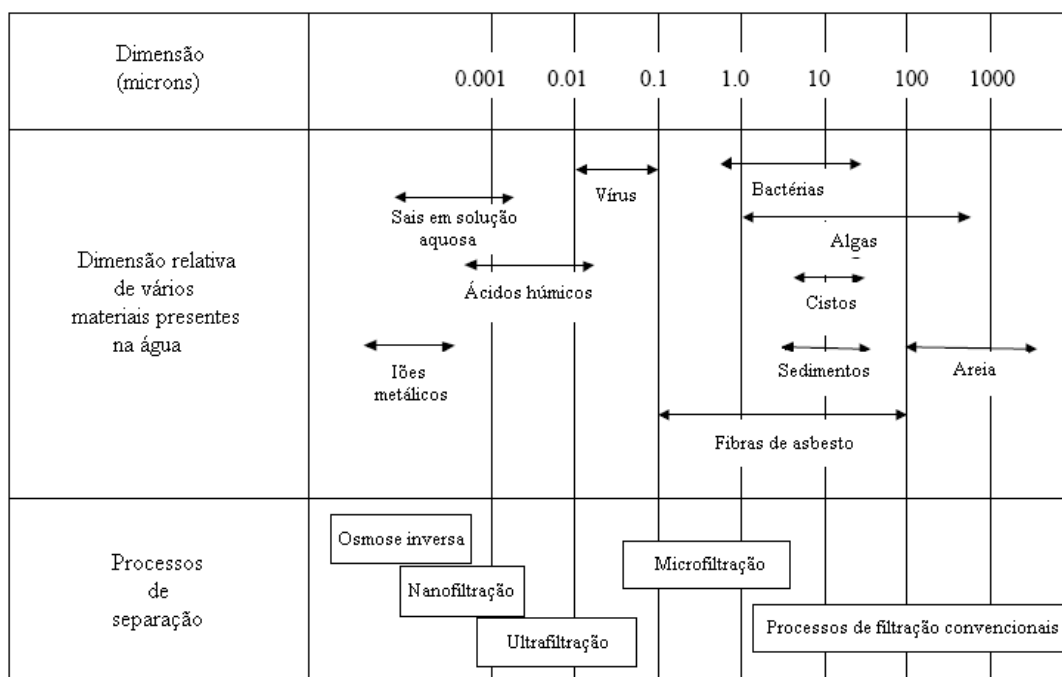 Dimensão
(microns)
0.001 0.01 0.1 1.0 10 100 1000
Dimensão relativa
de vários
materiais presentes
na água
Vírus
Bactérias
Sais em solução
aquosa
Algas
Ácidos húmicos
Cistos
Iões
metálicos
Sedimentos
Areia
Fibras de asbesto
Processos
de
separação
Osmose inversa
Nanofiltração
Ultrafiltração
Microfiltração
Processos de filtração convencionais